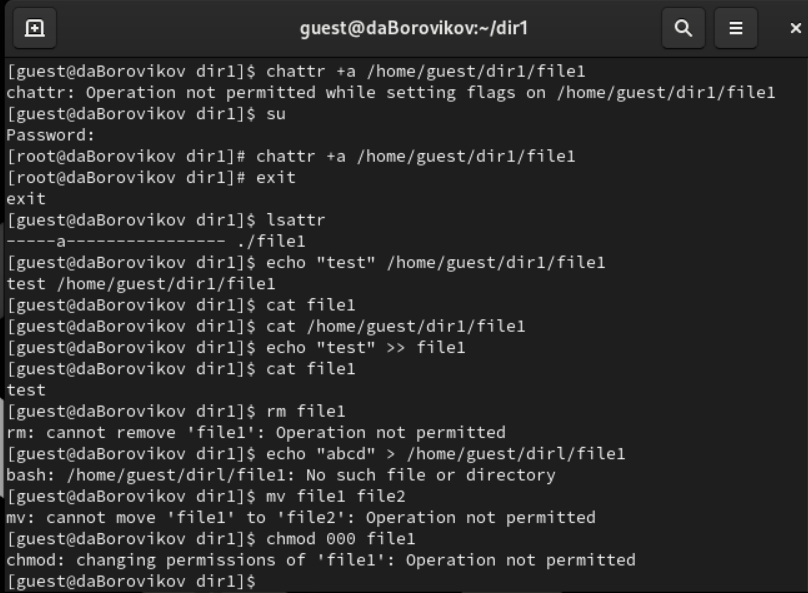 guest@daBorovikov:~/dir1
[guest@daBorovikov dir1]$ chattr +a /home/guest/dir1/file1
chattr: Operation not permitted while setting flags on /home/guest/dir1/file1
[guest@daBorovikov dir1]$ su
Password:
[root@daBorovikov dir1]# chattr +a /home/guest/dir1/file1
[root@daBorovikov dir1]# exit
exit
[guest@daBorovikov dir1]$ lsattr
-----a---------------- ./file1
[guest@daBorovikov dir1]$ echo "test" /home/guest/dir1/file1
test /home/guest/dir1/file1
[guest@daBorovikov dir1]$ cat file1
[guest@daBorovikov dir1]$ cat /home/guest/dir1/file1
[guest@daBorovikov dir1]$ echo "test" >> file1
[guest@daBorovikov dir1]$ cat file1
test
[guest@daBorovikov dir1]$ rm file1
rm: cannot remove 'file1': Operation not permitted
[guest@daBorovikov dir1]$ echo "abcd" > /home/guest/dirl/file1
bash: /home/guest/dirl/file1: No such file or directory
[guest@daBorovikov dir1]$ mv file1 file2
mv: cannot move 'file1' to 'file2': Operation not permitted
[guest@daBorovikov dir1]$ chmod 000 file1
chmod: changing permissions of 'file1': Operation not permitted
[guest@daBorovikov dir1]$